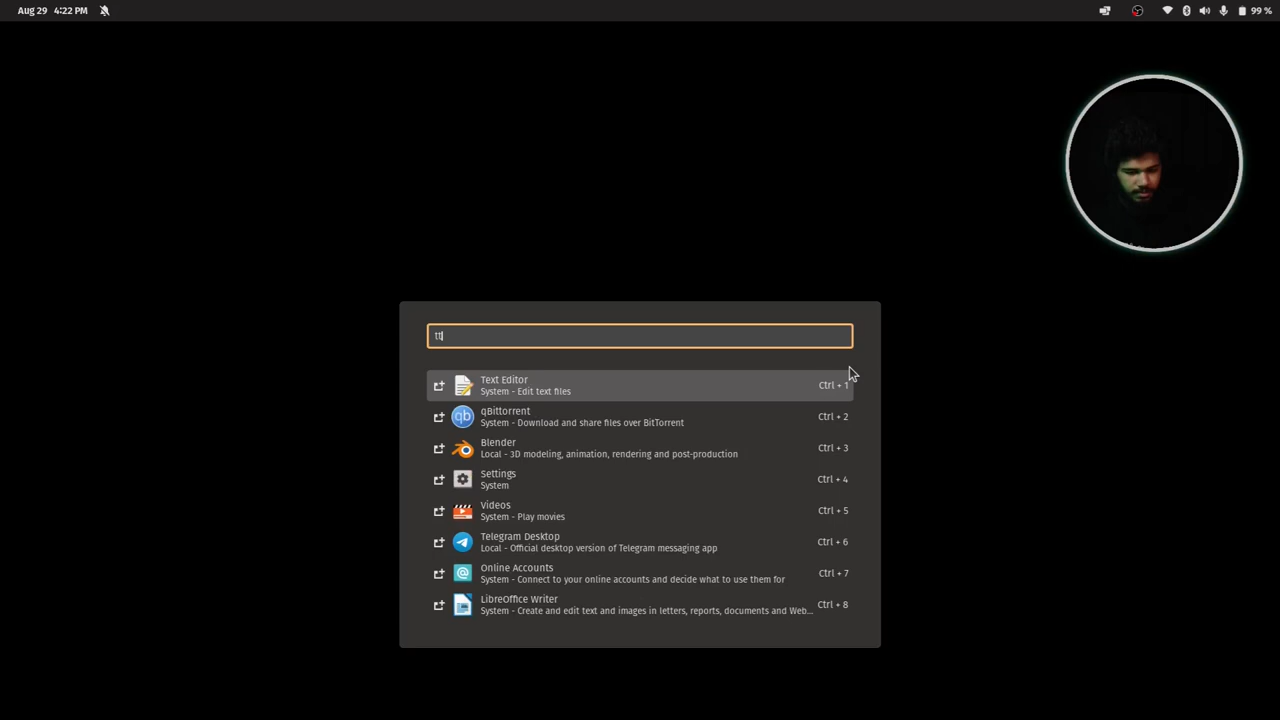 Aug 29 4:22 PM
99 %
tt
Text Editor
System - Edit text files
Ctrl + 1
qBittorrent
System - Download and share files over BitTorrent
Ctrl + 2
Blender
Local - 3D modeling, animation, rendering and post-production
Ctrl + 3
Settings
System
Ctrl + 4
Videos
System - Play movies
Ctrl + 5
Telegram Desktop
Local - Official desktop version of Telegram messaging app
Ctrl + 6
Online Accounts
System - Connect to your online accounts and decide what to use them for
Ctrl + 7
LibreOffice Writer
System - Create and edit text and images in letters, reports, documents and Web...
Ctrl + 8